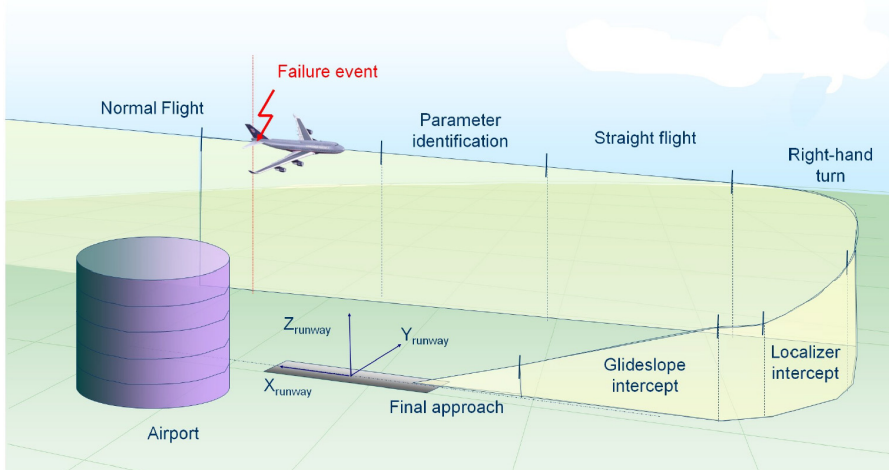 Failure event
Normal Flight
Parameter
identification
Straight flight
Right-hand
turn
Zrunway
Yrunway
Xrunway
Glideslope
intercept
Localizer
intercept
Final approach
Airport